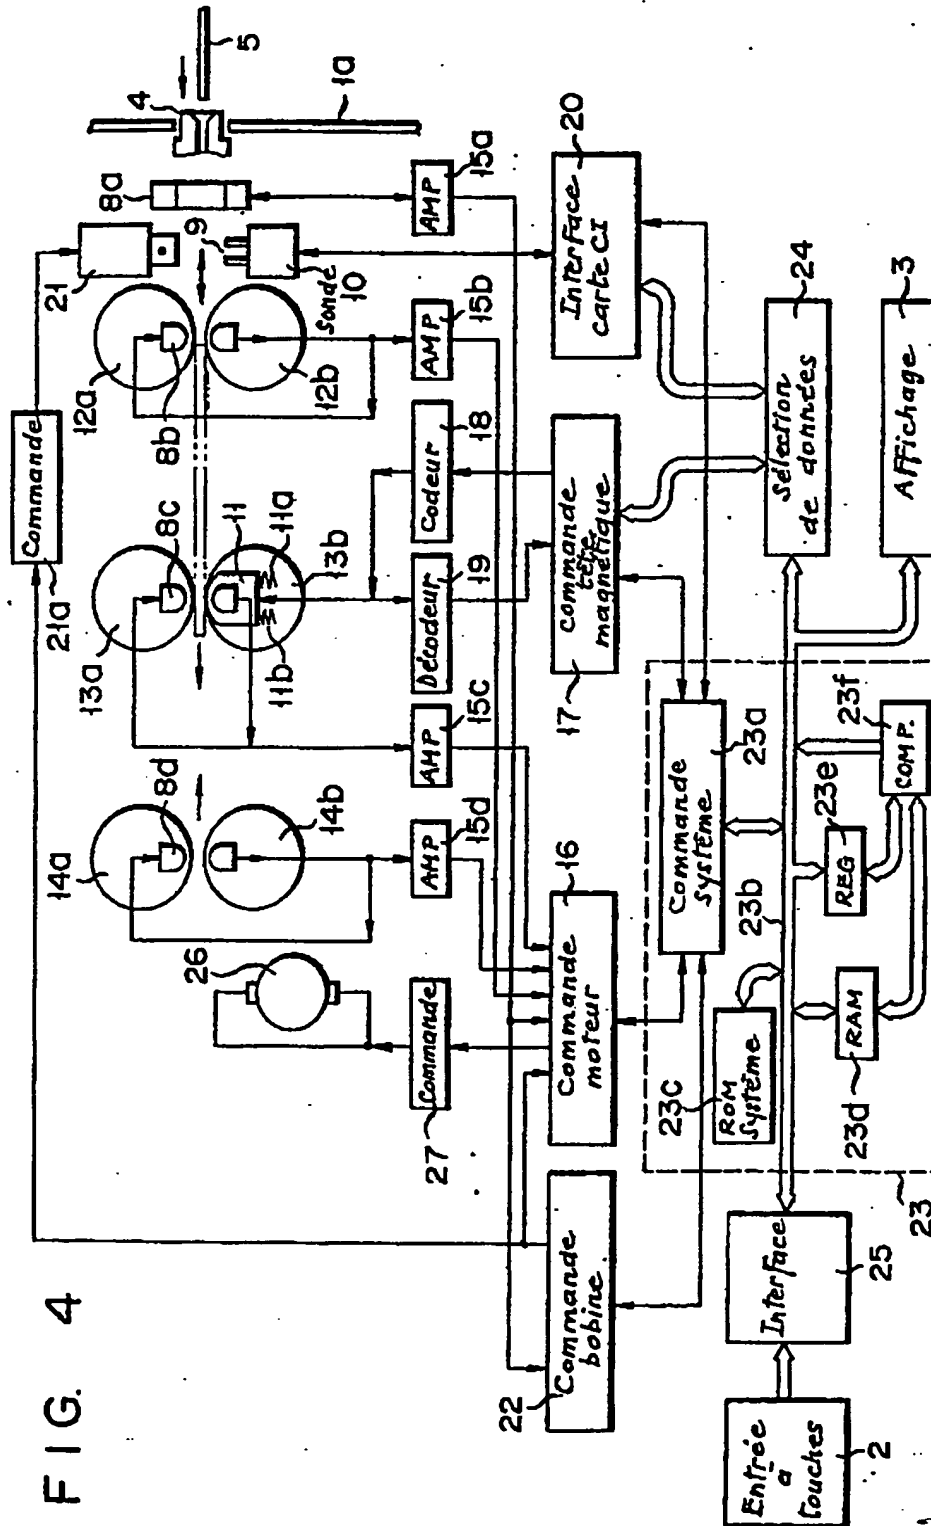 FIG. 4
Commande
21a
21
8a
4
5
1a
14a
8d
13a
8c
12a
8b
9
26
14b
11
11a
11b
13b
12b
Sonde
10
Commande
27
AMP
15d
AMP
15c
Décodeur
19
Codeur
18
AMP
15b
AMP
15a
Commande
bobine
22
Commande
moteur
16
commande
tête
magnétique
17
Interface
carte CI
20
Commande
système
23a
23b
ROM
système
23c
RAM
23d
REG
23e
COMP.
23f
23
Sélection
de données
24
Affichage
3
Interface
25
Entrée
à
touches
2